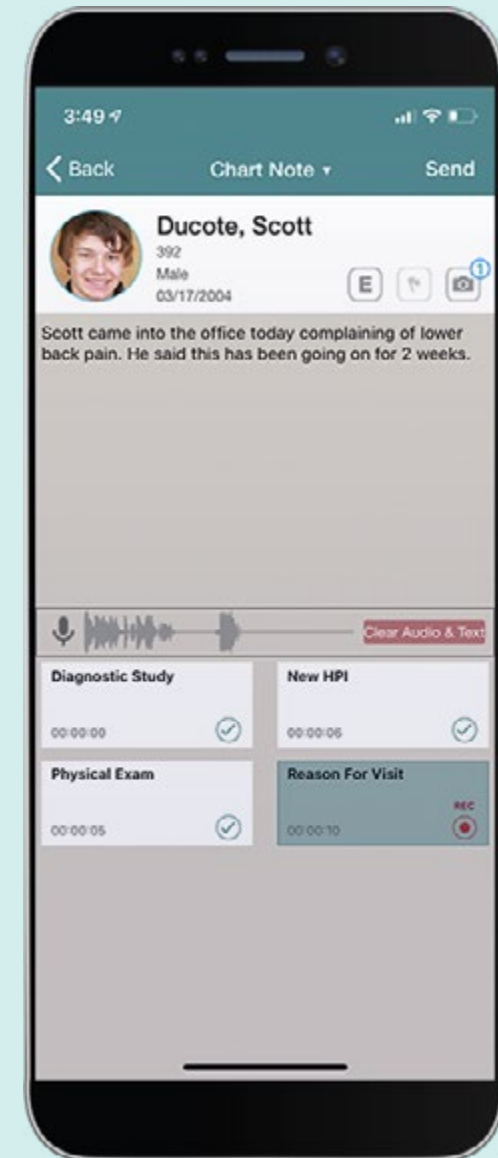 3:49
Back Chart Note Send
Ducote, Scott
392
Male
03/17/2004
E 1
Scott came into the office today complaining of lower
back pain. He said this has been going on for 2 weeks.
Clear Audio & Text
Diagnostic Study
00:00:00
New HPI
00:00:06
Physical Exam
00:00:05
Reason For Visit
REC
00:00:10